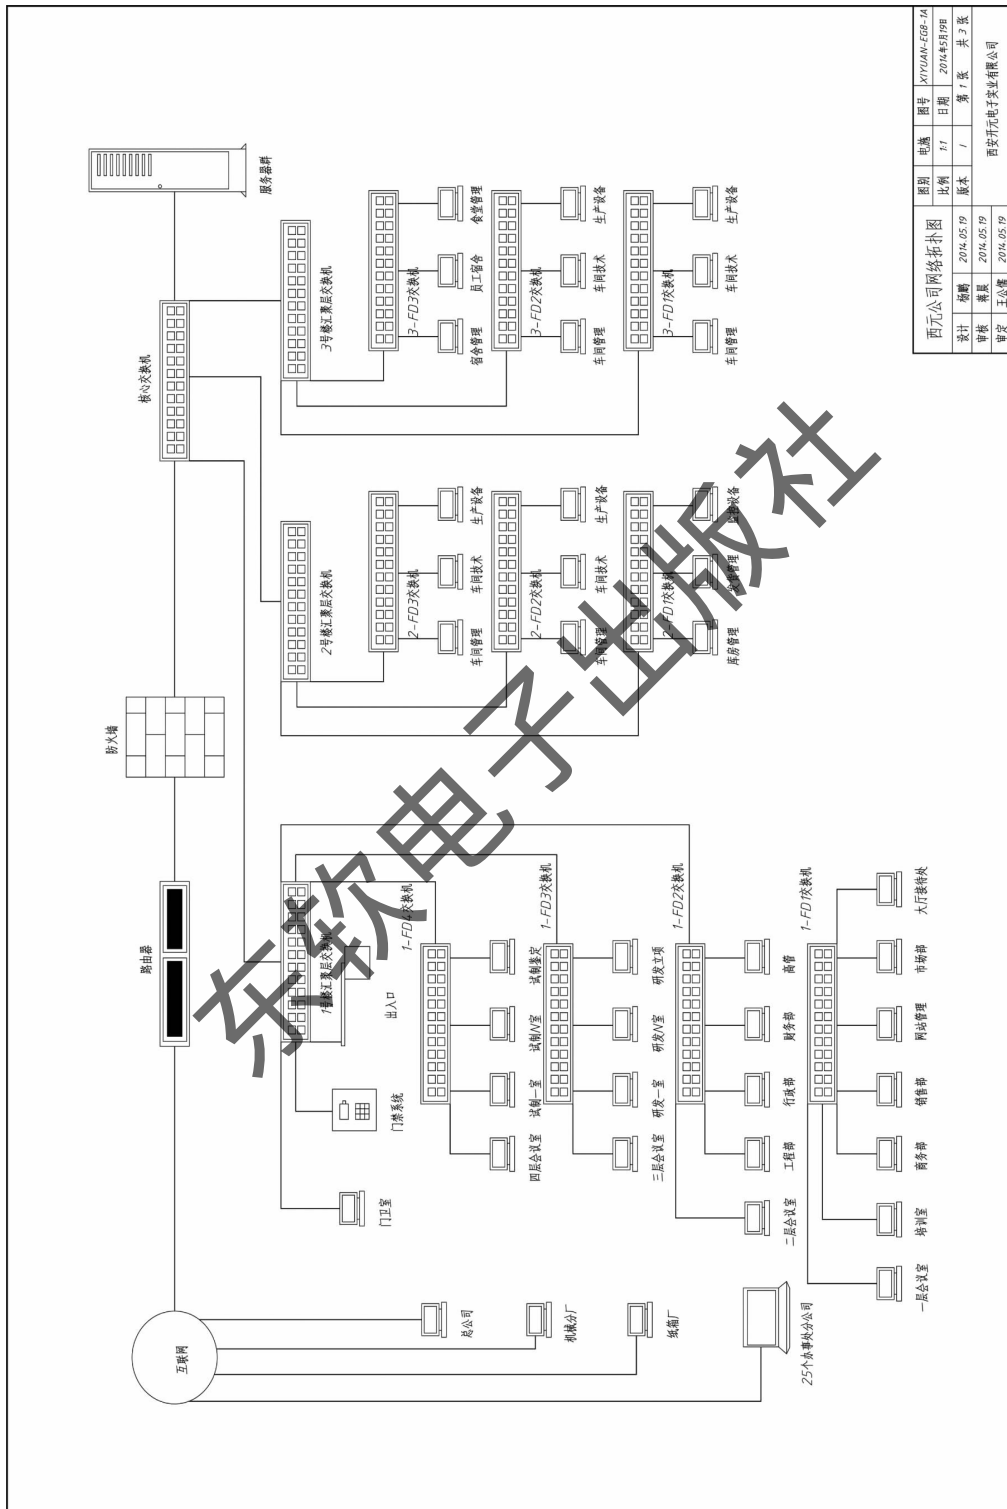 互联网
路由器
防火墙
核心交换机
服务器群
总公司
机械分厂
纸箱厂
25个办事处分公司
门卫室
门禁系统
出入口
1号楼汇聚层交换机
2号楼汇聚层交换机
3号楼汇聚层交换机
1-FD4交换机
四层会议室
试制一室
试制N室
试制鉴定
1-FD3交换机
三层会议室
研发一室
研发N室
研发立项
1-FD2交换机
二层会议室
工程部
行政部
财务部
高管
1-FD1交换机
一层会议室
培训室
商务部
销售部
网站管理
市场部
大厅接待处
2-FD3交换机
车间管理
车间技术
生产设备
2-FD2交换机
车间管理
车间技术
生产设备
2-FD1交换机
库房管理
发货管理
监控设备
3-FD3交换机
宿舍管理
员工宿舍
食堂管理
3-FD2交换机
车间管理
车间技术
生产设备
3-FD1交换机
车间管理
车间技术
生产设备
西元公司网络拓扑图
图别 电施 图号 XIYUAN-EGB-1A
比例 1:1 日期 2014年5月19日
设计 杨鹏 2014.05.19
版本 1 第1张 共3张
审核 蒋晨 2014.05.19
审定 王公儒 2014.05.19
西安开元电子实业有限公司
东软电子出版社